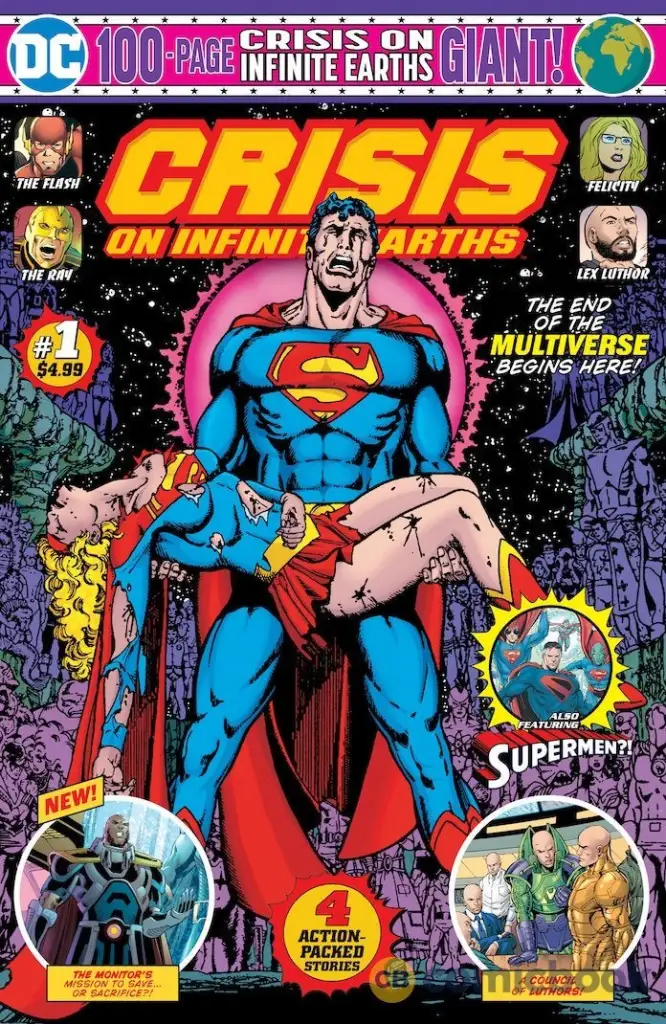 DC
100-PAGE
CRISIS ON
INFINITE EARTHS
GIANT!
CRISIS
ON INFINIT EARTHS
THE FLASH
THE RAY
FELICITY
LEX LUTHOR
#1
$4.99
THE END
OF THE
MULTIVERSE
BEGINS HERE!
S
ALSO
FEATURING
SUPERMEN?!
NEW!
THE MONITOR'S
MISSION TO SAVE...
OR SACRIFICE?!
4
ACTION-
PACKED
STORIES
A COUNCIL
OF LUTHORS!